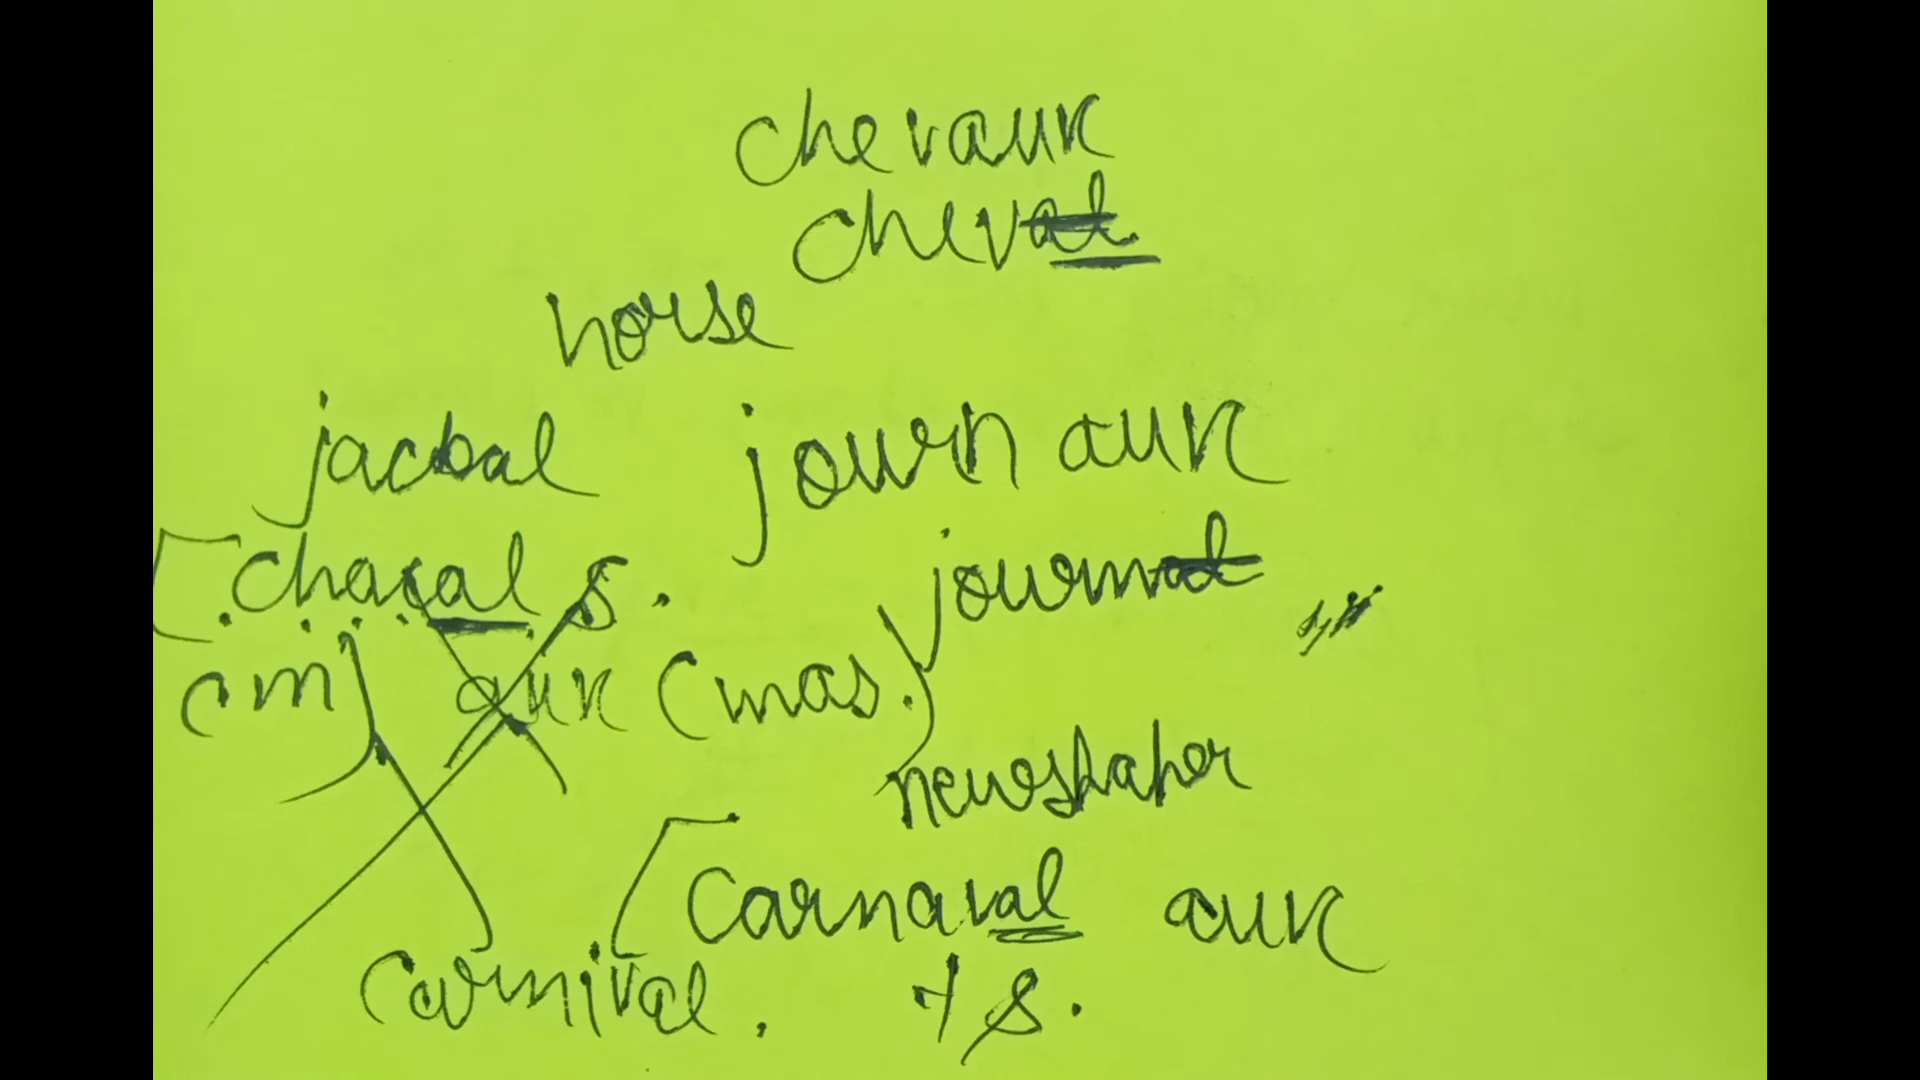 chevaux
cheval
horse
jackal journaux
chacal s. journal
(m) aux (mas.)
newspaper
carnaval aux
carnival. + s.